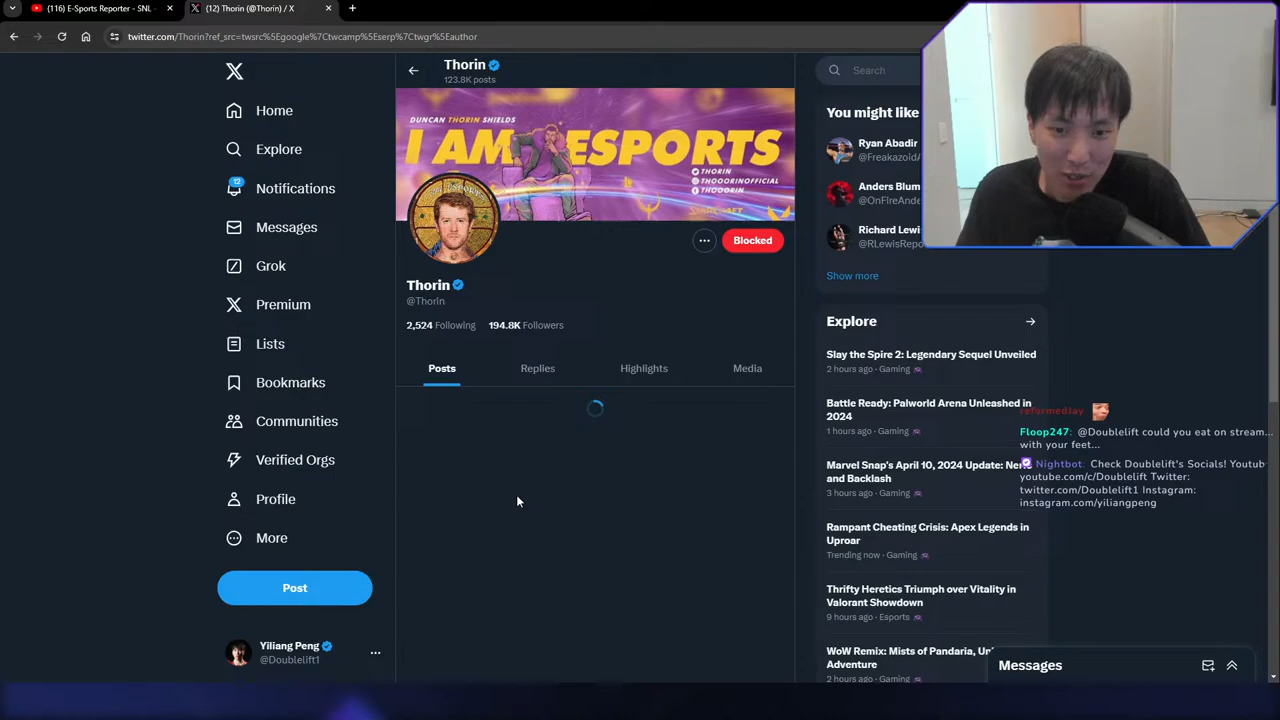 (116) E-Sports Reporter - SNL -
(12) Thorin (@Thorin) / X
twitter.com/Thorin?ref_src=twsrc%5Egoogle%7Ctwcamp%5Eserp%7Ctwgr%5Eauthor
Home
Explore
12
Notifications
Messages
Grok
Premium
Lists
Bookmarks
Communities
Verified Orgs
Profile
More
Post
Yiliang Peng
@Doublelift1
Thorin
123.8K posts
DUNCAN THORIN SHIELDS
I AM ESPORTS
THORIN
THOOORINOFFICIAL
THOOORIN
Blocked
Thorin
@Thorin
2,524 Following 194.8K Followers
Posts Replies Highlights Media
Search
You might like
Ryan Abadir
@Freakazoid
Anders Blum
@OnFireAnde
Richard Lewi
@RLewisRepo
Show more
Explore
Slay the Spire 2: Legendary Sequel Unveiled
2 hours ago · Gaming
Battle Ready: Palworld Arena Unleashed in
2024
1 hours ago · Gaming
Marvel Snap's April 10, 2024 Update:
and Backlash
3 hours ago · Gaming
Rampant Cheating Crisis: Apex Legends in
Uproar
Trending now · Gaming
Thrifty Heretics Triumph over Vitality in
Valorant Showdown
9 hours ago · Esports
WoW Remix: Mists of Pandaria,
Adventure
2 hours ago · Gaming
reformedJay
Floop247: @Doublelift could you eat on stream...
with your feet...
Nightbot: Check Doublelift's Socials! Youtub
youtube.com/c/Doublelift Twitter:
twitter.com/Doublelift1 Instagram:
instagram.com/yiliangpeng
Messages